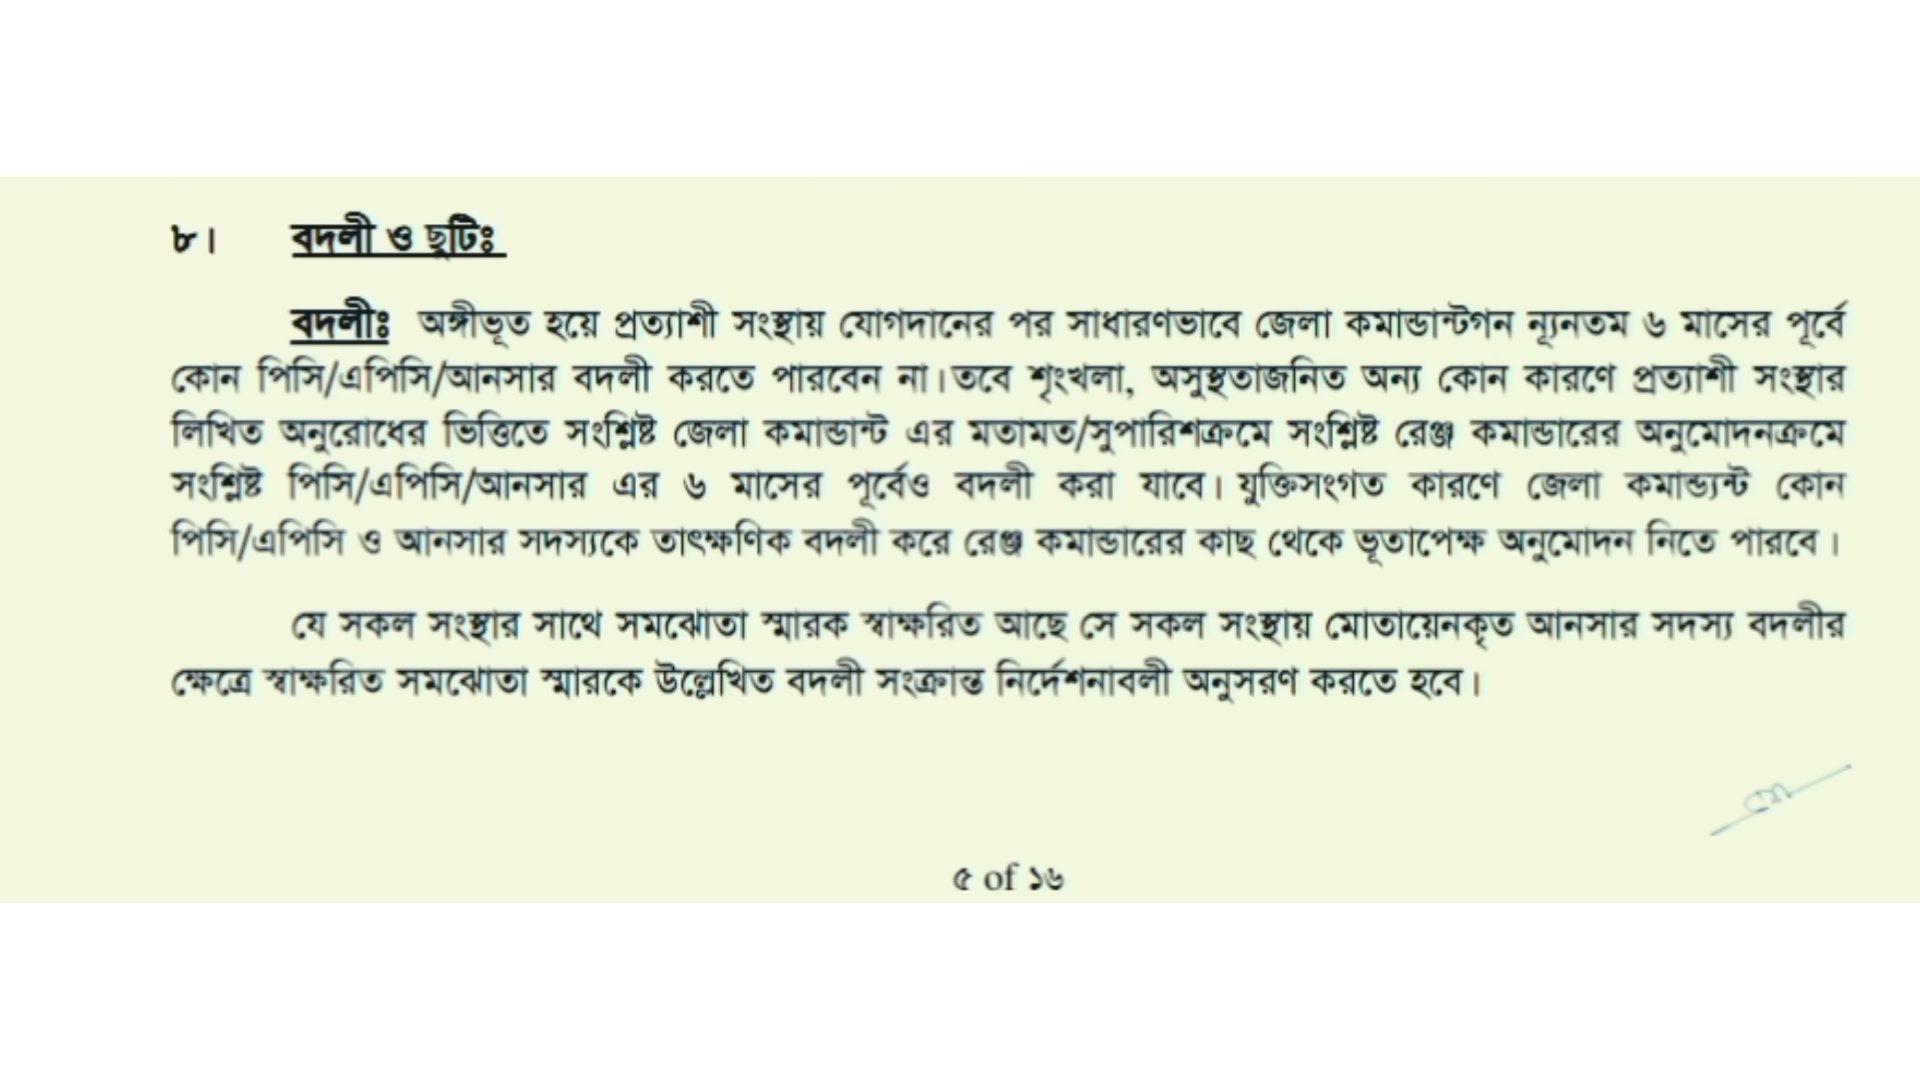 ৮। বদলী ও ছুটিঃ
বদলীঃ অঙ্গীভূত হয়ে প্রত্যাশী সংস্থায় যোগদানের পর সাধারণভাবে জেলা কমান্ডান্টগন ন্যূনতম ৬ মাসের পূর্বে
কোন পিসি/এপিসি/আনসার বদলী করতে পারবেন না।তবে শৃংখলা, অসুস্থতাজনিত অন্য কোন কারণে প্রত্যাশী সংস্থার
লিখিত অনুরোধের ভিত্তিতে সংশ্লিষ্ট জেলা কমান্ডান্ট এর মতামত/সুপারিশক্রমে সংশ্লিষ্ট রেঞ্জ কমান্ডারের অনুমোদনক্রমে
সংশ্লিষ্ট পিসি/এপিসি/আনসার এর ৬ মাসের পূর্বেও বদলী করা যাবে। যুক্তিসংগত কারণে জেলা কমান্ড্যন্ট কোন
পিসি/এপিসি ও আনসার সদস্যকে তাৎক্ষণিক বদলী করে রেঞ্জ কমান্ডারের কাছ থেকে ভূতাপেক্ষ অনুমোদন নিতে পারবে।
যে সকল সংস্থার সাথে সমঝোতা স্মারক স্বাক্ষরিত আছে সে সকল সংস্থায় মোতায়েনকৃত আনসার সদস্য বদলীর
ক্ষেত্রে স্বাক্ষরিত সমঝোতা স্মারকে উল্লেখিত বদলী সংক্রান্ত নির্দেশনাবলী অনুসরণ করতে হবে।
৫ of ১৬